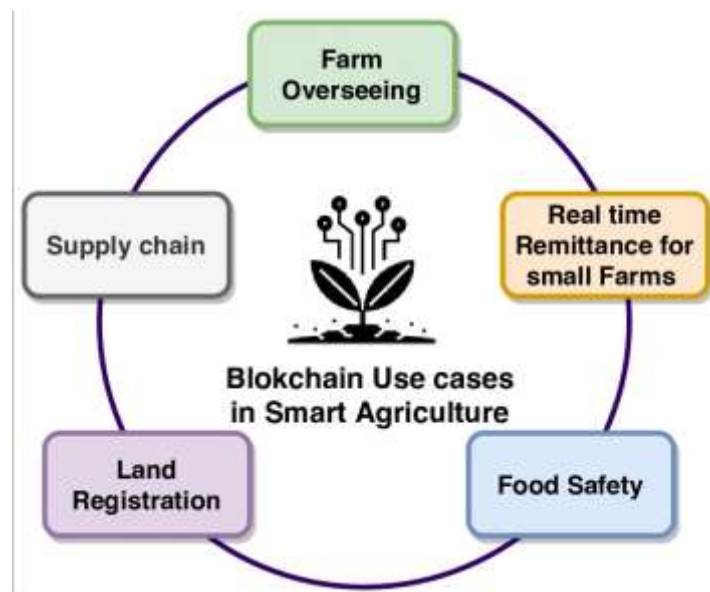 Farm
Overseeing
Supply chain
Real time
Remittance for
small Farms
Blokchain Use cases
in Smart Agriculture
Land
Registration
Food Safety